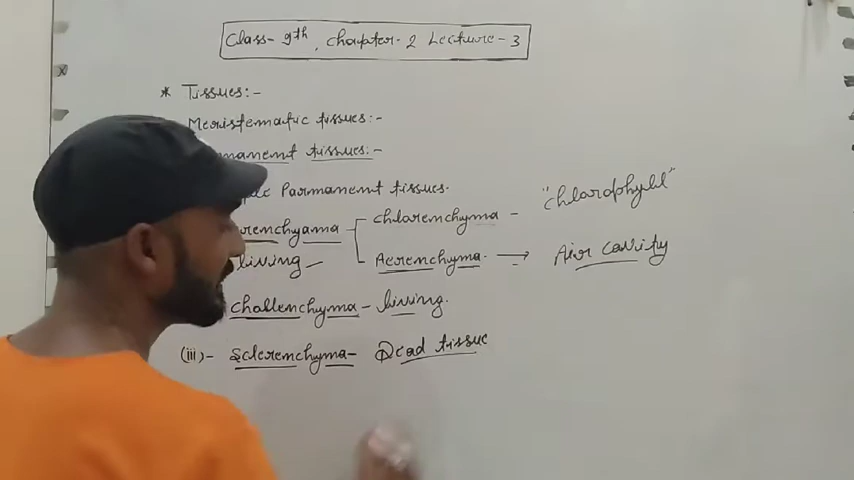 Class- 9th, chapter- 2 Lecture - 3
* Tissues:-
Meristematic tissues:-
manent tissues:-
Parmanent tissues.
renchyama chlorenchyma - "chlorophyll"
living - Aerenchyma. → Air cavity
challenchyma - living.
(iii)- Sclerenchyma- Dead tissue